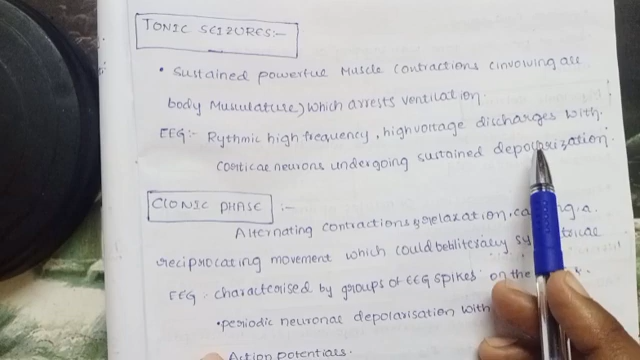 TONIC SEIZURES:-
• Sustained powerful Muscle contractions (involving all
body Musculature) which arrests ventilation.
EEG:- Rythmic high frequency, high voltage discharges with
cortical neurons undergoing sustained depolarization.
CLONIC PHASE :-
Alternating contractions & relaxation, a
reciprocating movement which could be biliterally
EEG - characterised by groups of EEG spikes on the
• periodic neuronal depolarisation with
Action potentials.